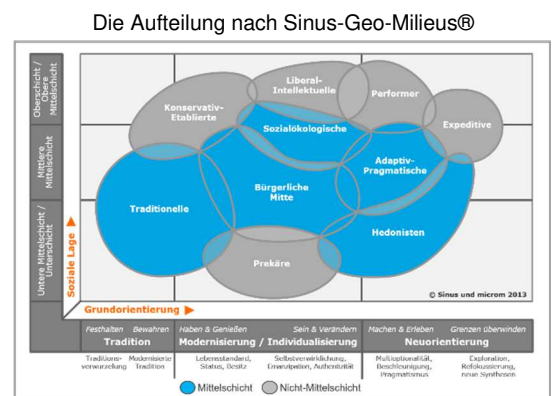 Die Aufteilung nach Sinus-Geo-Milieus®
Oberschicht /
Obere
Mittelschicht
Mittlere
Mittelschicht
Untere Mittelschicht /
Unterschicht
Soziale Lage
Konservativ-
Etablierte
Liberal-
Intellektuelle
Performer
Expeditive
Sozialökologische
Adaptiv-
Pragmatische
Traditionelle
Bürgerliche
Mitte
Hedonisten
Prekäre
© Sinus und microm 2013
Grundorientierung
Festhalten Bewahren
Tradition
Haben & Genießen Sein & Verändern
Modernisierung / Individualisierung
Machen & Erleben Grenzen überwinden
Neuorientierung
Traditions-
verwurzelung
Modernisierte
Tradition
Lebensstandard,
Status, Besitz
Selbstverwirklichung,
Emanzipation, Authentizität
Multioptionalität,
Beschleunigung,
Pragmatismus
Exploration,
Refokussierung,
neue Synthesen
Mittelschicht
Nicht-Mittelschicht